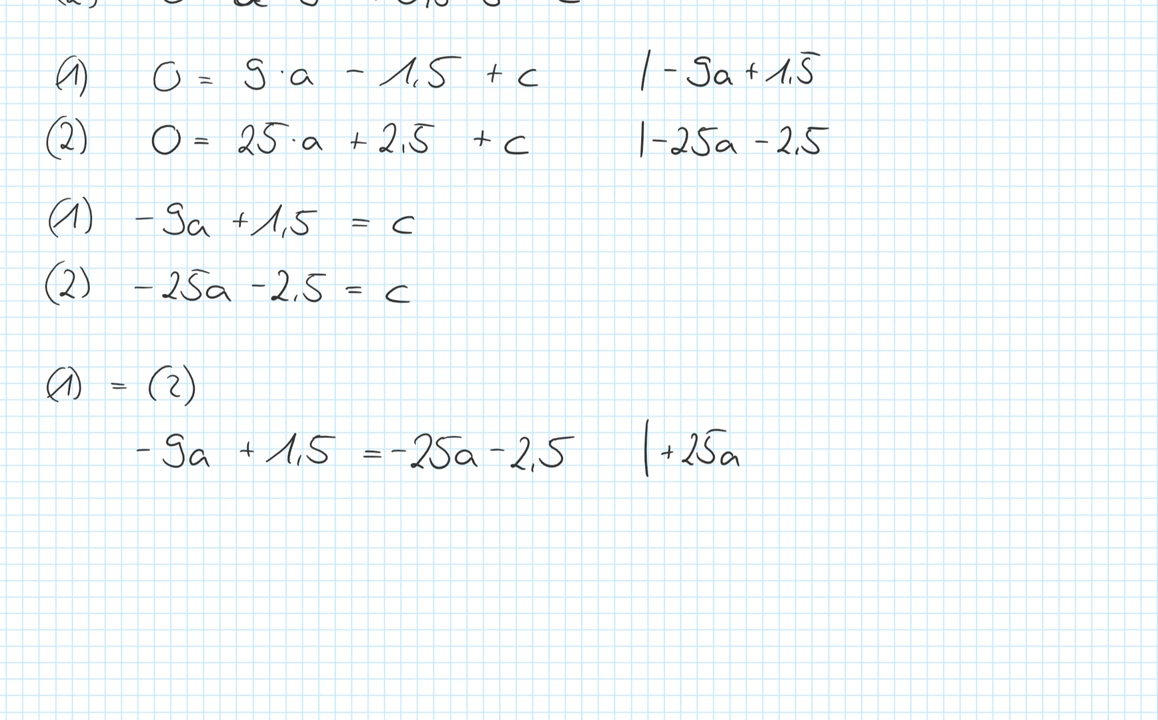 (1) 0 = 9·a - 1,5 + c |-9a+1,5
(2) 0 = 25·a + 2,5 + c |-25a-2,5
(1) -9a +1,5 = c
(2) -25a -2,5 = c
(1) = (2)
-9a + 1,5 = -25a - 2,5 |+25a